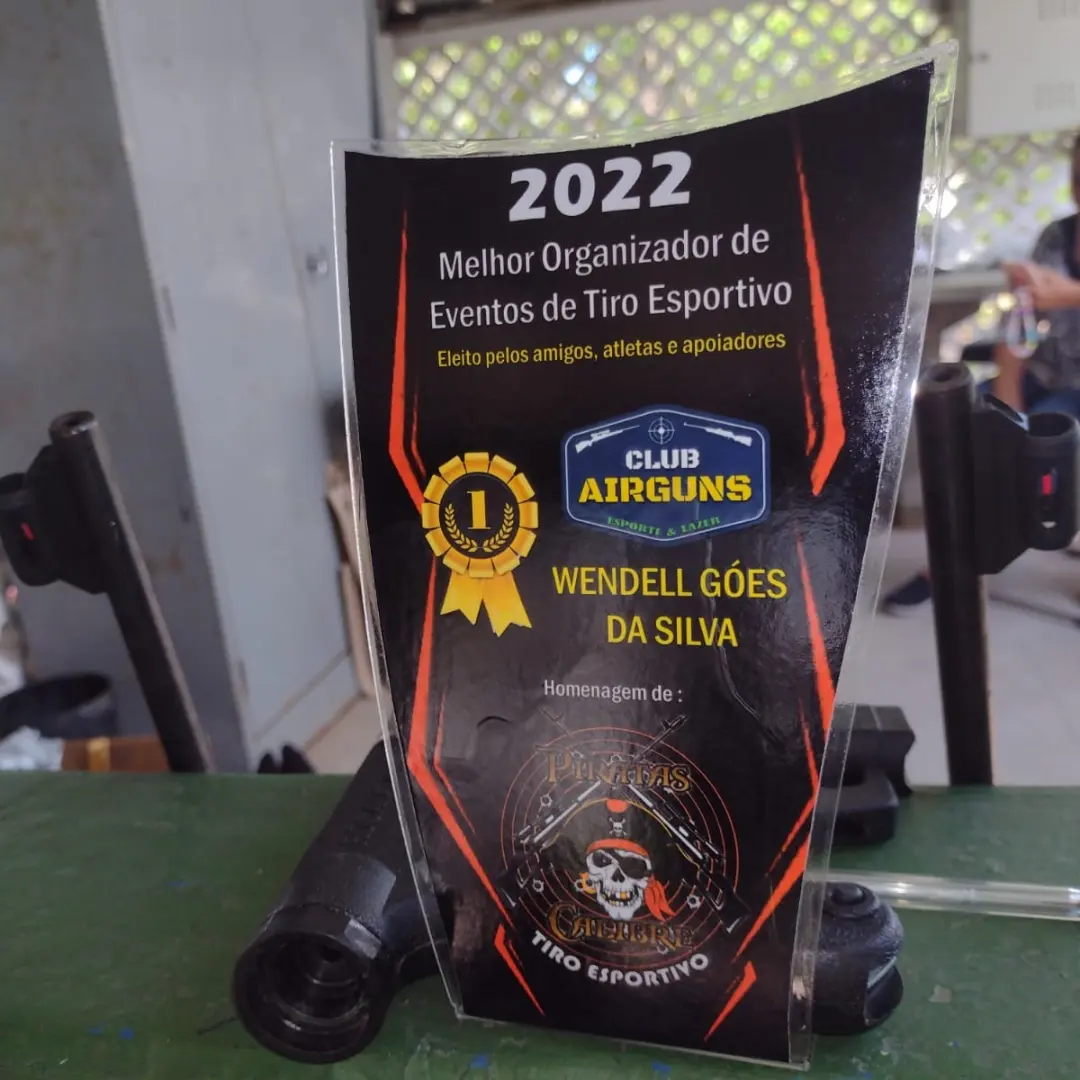 2022
Melhor Organizador de
Eventos de Tiro Esportivo
Eleito pelos amigos, atletas e apoiadores
CLUB
AIRGUNS
ESPORTE & LAZER
1
WENDELL GÓES
DA SILVA
Homenagem de :
PIRATAS
CALIBRE
TIRO ESPORTIVO